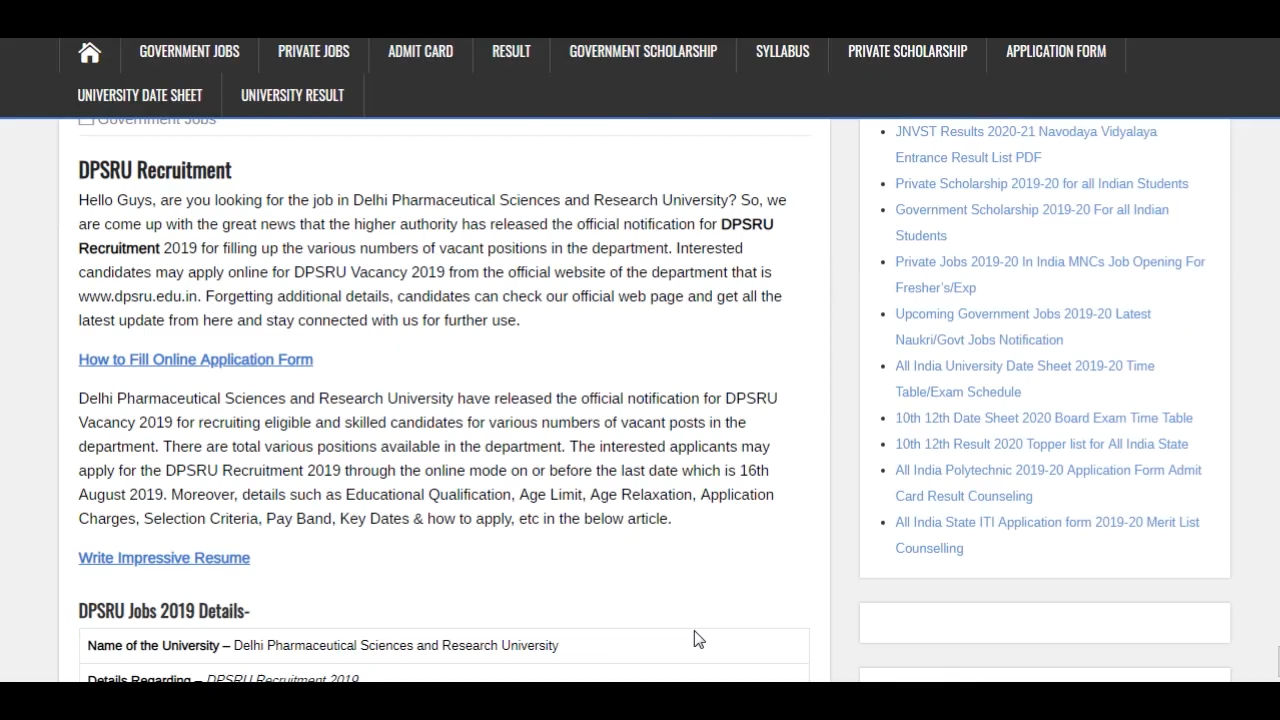 GOVERNMENT JOBS PRIVATE JOBS ADMIT CARD RESULT GOVERNMENT SCHOLARSHIP SYLLABUS PRIVATE SCHOLARSHIP APPLICATION FORM
UNIVERSITY DATE SHEET UNIVERSITY RESULT
Government Jobs
DPSRU Recruitment
Hello Guys, are you looking for the job in Delhi Pharmaceutical Sciences and Research University? So, we
are come up with the great news that the higher authority has released the official notification for DPSRU
Recruitment 2019 for filling up the various numbers of vacant positions in the department. Interested
candidates may apply online for DPSRU Vacancy 2019 from the official website of the department that is
www.dpsru.edu.in. Forgetting additional details, candidates can check our official web page and get all the
latest update from here and stay connected with us for further use.
How to Fill Online Application Form
Delhi Pharmaceutical Sciences and Research University have released the official notification for DPSRU
Vacancy 2019 for recruiting eligible and skilled candidates for various numbers of vacant posts in the
department. There are total various positions available in the department. The interested applicants may
apply for the DPSRU Recruitment 2019 through the online mode on or before the last date which is 16th
August 2019. Moreover, details such as Educational Qualification, Age Limit, Age Relaxation, Application
Charges, Selection Criteria, Pay Band, Key Dates & how to apply, etc in the below article.
Write Impressive Resume
DPSRU Jobs 2019 Details-
Name of the University – Delhi Pharmaceutical Sciences and Research University
Details Regarding – DPSRU Recruitment 2019
JNVST Results 2020-21 Navodaya Vidyalaya
Entrance Result List PDF
Private Scholarship 2019-20 for all Indian Students
Government Scholarship 2019-20 For all Indian
Students
Private Jobs 2019-20 In India MNCs Job Opening For
Fresher's/Exp
Upcoming Government Jobs 2019-20 Latest
Naukri/Govt Jobs Notification
All India University Date Sheet 2019-20 Time
Table/Exam Schedule
10th 12th Date Sheet 2020 Board Exam Time Table
10th 12th Result 2020 Topper list for All India State
All India Polytechnic 2019-20 Application Form Admit
Card Result Counseling
All India State ITI Application form 2019-20 Merit List
Counselling